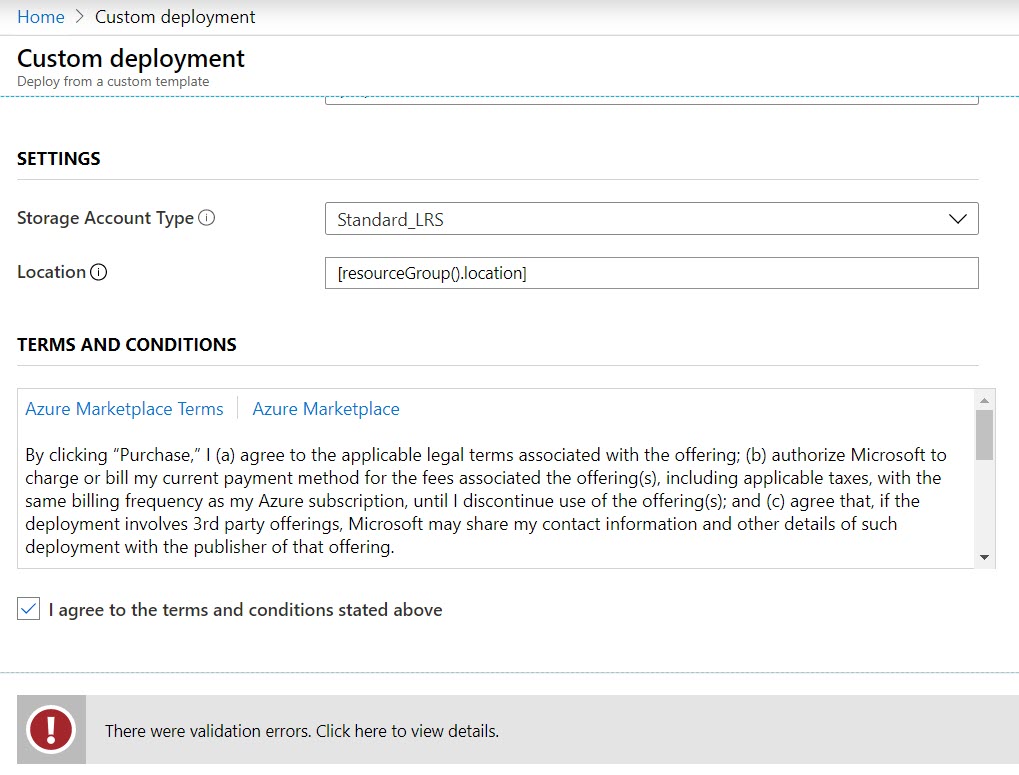 Home > Custom deployment
Custom deployment
Deploy from a custom template
SETTINGS
Storage Account Type
Standard_LRS
Location
[resourceGroup().location]
TERMS AND CONDITIONS
Azure Marketplace Terms | Azure Marketplace
By clicking “Purchase,” I (a) agree to the applicable legal terms associated with the offering; (b) authorize Microsoft to
charge or bill my current payment method for the fees associated the offering(s), including applicable taxes, with the
same billing frequency as my Azure subscription, until I discontinue use of the offering(s); and (c) agree that, if the
deployment involves 3rd party offerings, Microsoft may share my contact information and other details of such
deployment with the publisher of that offering.
I agree to the terms and conditions stated above
There were validation errors. Click here to view details.